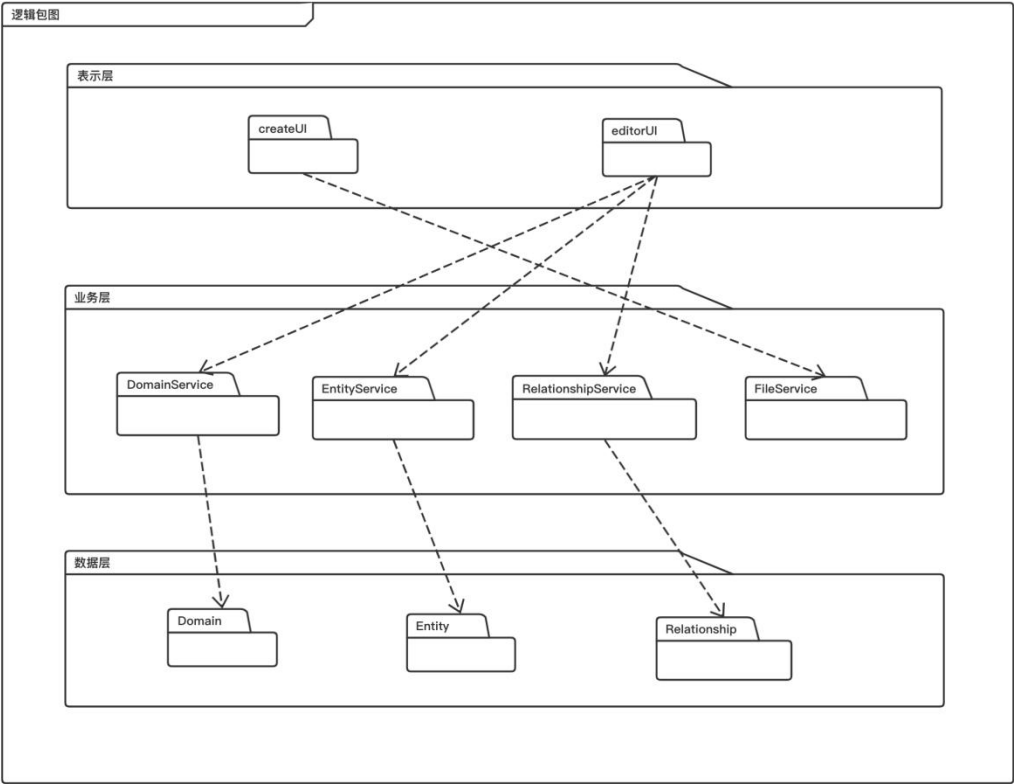 逻辑包图
表示层
createUI
editorUI
业务层
DomainService
EntityService
RelationshipService
FileService
数据层
Domain
Entity
Relationship